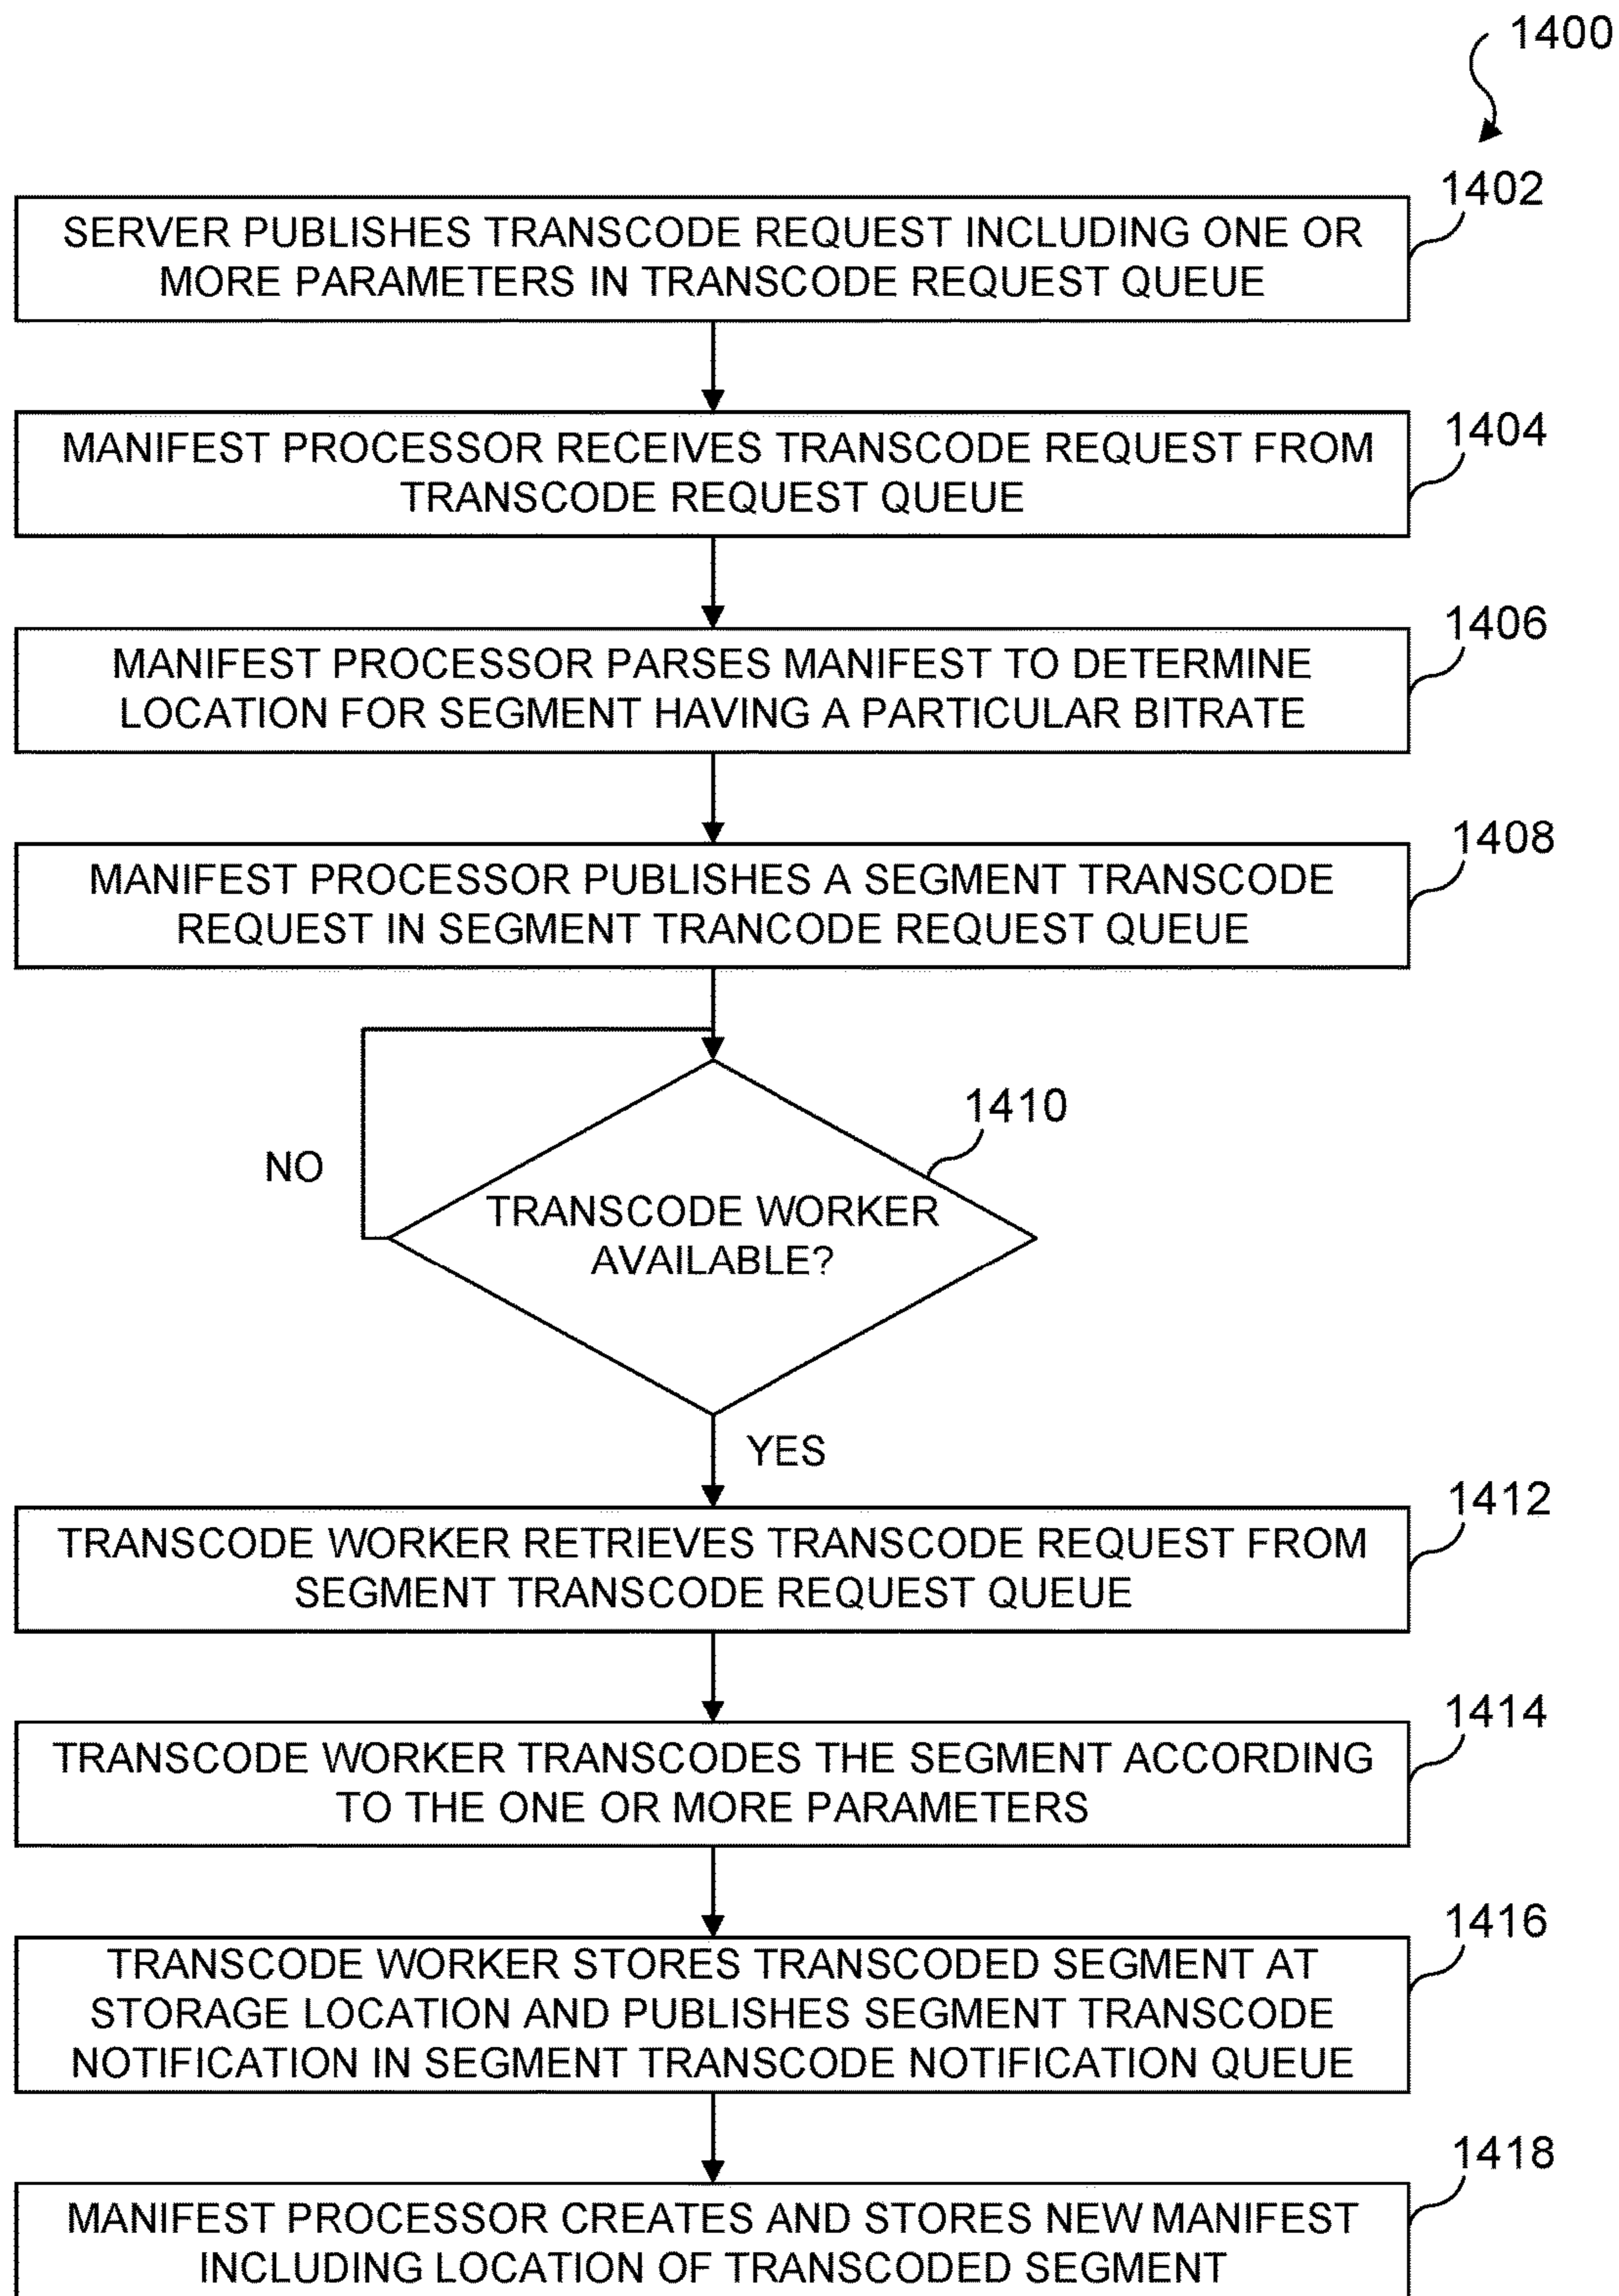 1400
1402
SERVER PUBLISHES TRANSCODE REQUEST INCLUDING ONE OR
MORE PARAMETERS IN TRANSCODE REQUEST QUEUE
1404
MANIFEST PROCESSOR RECEIVES TRANSCODE REQUEST FROM
TRANSCODE REQUEST QUEUE
1406
MANIFEST PROCESSOR PARSES MANIFEST TO DETERMINE
LOCATION FOR SEGMENT HAVING A PARTICULAR BITRATE
1408
MANIFEST PROCESSOR PUBLISHES A SEGMENT TRANSCODE
REQUEST IN SEGMENT TRANCODE REQUEST QUEUE
1410
NO
TRANSCODE WORKER
AVAILABLE?
YES
1412
TRANSCODE WORKER RETRIEVES TRANSCODE REQUEST FROM
SEGMENT TRANSCODE REQUEST QUEUE
1414
TRANSCODE WORKER TRANSCODES THE SEGMENT ACCORDING
TO THE ONE OR MORE PARAMETERS
1416
TRANSCODE WORKER STORES TRANSCODED SEGMENT AT
STORAGE LOCATION AND PUBLISHES SEGMENT TRANSCODE
NOTIFICATION IN SEGMENT TRANSCODE NOTIFICATION QUEUE
1418
MANIFEST PROCESSOR CREATES AND STORES NEW MANIFEST
INCLUDING LOCATION OF TRANSCODED SEGMENT